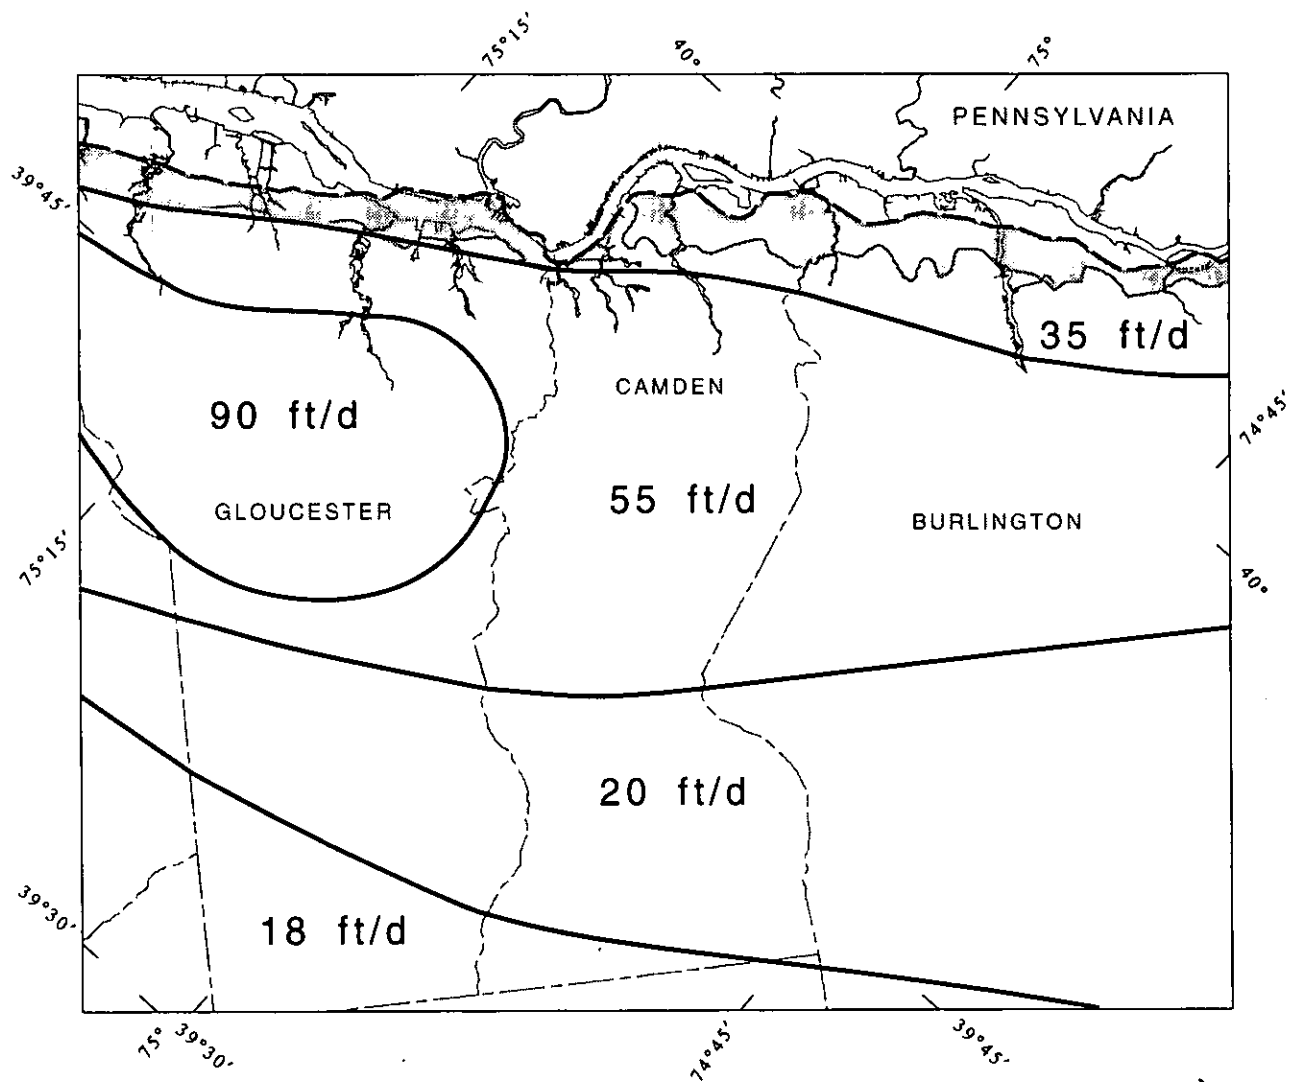 75°15'
40°
75°
PENNSYLVANIA
39°45'
35 ft/d
CAMDEN
90 ft/d
74°45'
55 ft/d
GLOUCESTER
BURLINGTON
75°15'
40°
20 ft/d
39°30'
18 ft/d
75°
39°30'
74°45'
39°45'